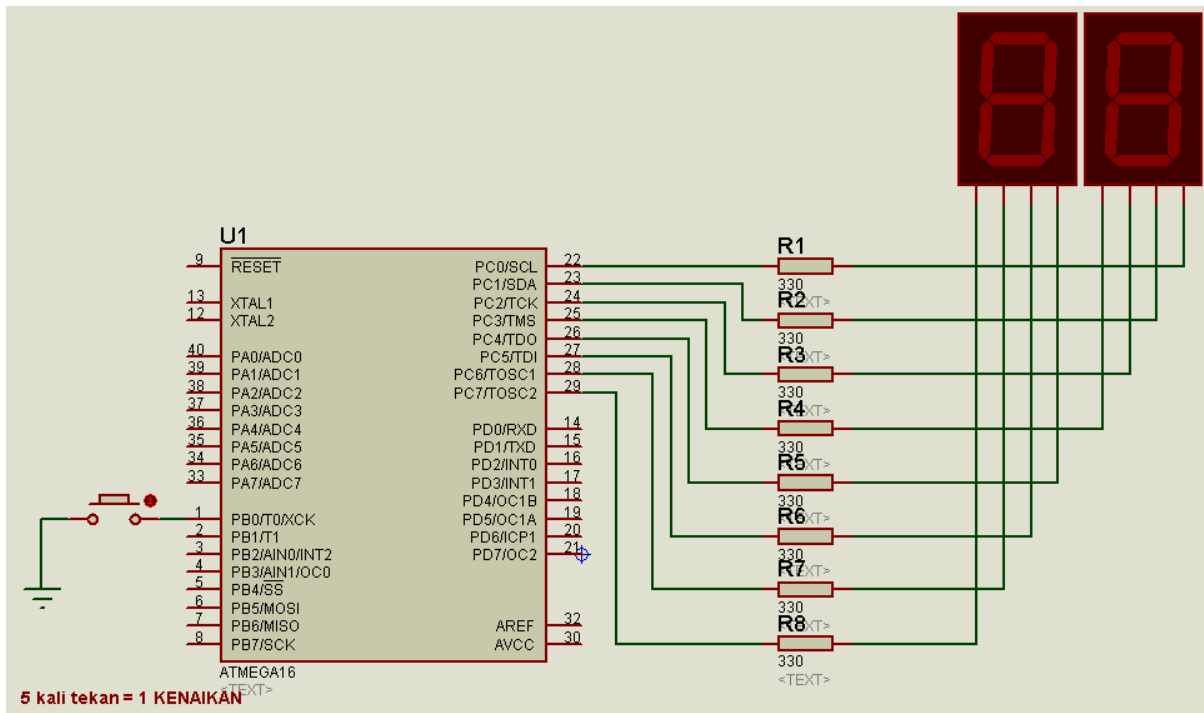 U1
9 RESET PC0/SCL 22
PC1/SDA 23
13 XTAL1 PC2/TCK 24
12 XTAL2 PC3/TMS 25
PC4/TDO 26
40 PA0/ADC0 PC5/TDI 27
39 PA1/ADC1 PC6/TOSC1 28
38 PA2/ADC2 PC7/TOSC2 29
37 PA3/ADC3
36 PA4/ADC4 PD0/RXD 14
35 PA5/ADC5 PD1/TXD 15
34 PA6/ADC6 PD2/INT0 16
33 PA7/ADC7 PD3/INT1 17
PD4/OC1B 18
1 PB0/T0/XCK PD5/OC1A 19
2 PB1/T1 PD6/ICP1 20
3 PB2/AIN0/INT2 PD7/OC2 21
4 PB3/AIN1/OC0
5 PB4/SS
6 PB5/MOSI
7 PB6/MISO AREF 32
8 PB7/SCK AVCC 30
ATMEGA16
<TEXT>
R1
330
<TEXT>
R2
330
<TEXT>
R3
330
<TEXT>
R4
330
<TEXT>
R5
330
<TEXT>
R6
330
<TEXT>
R7
330
<TEXT>
R8
330
<TEXT>
5 kali tekan = 1 KENAIKAN